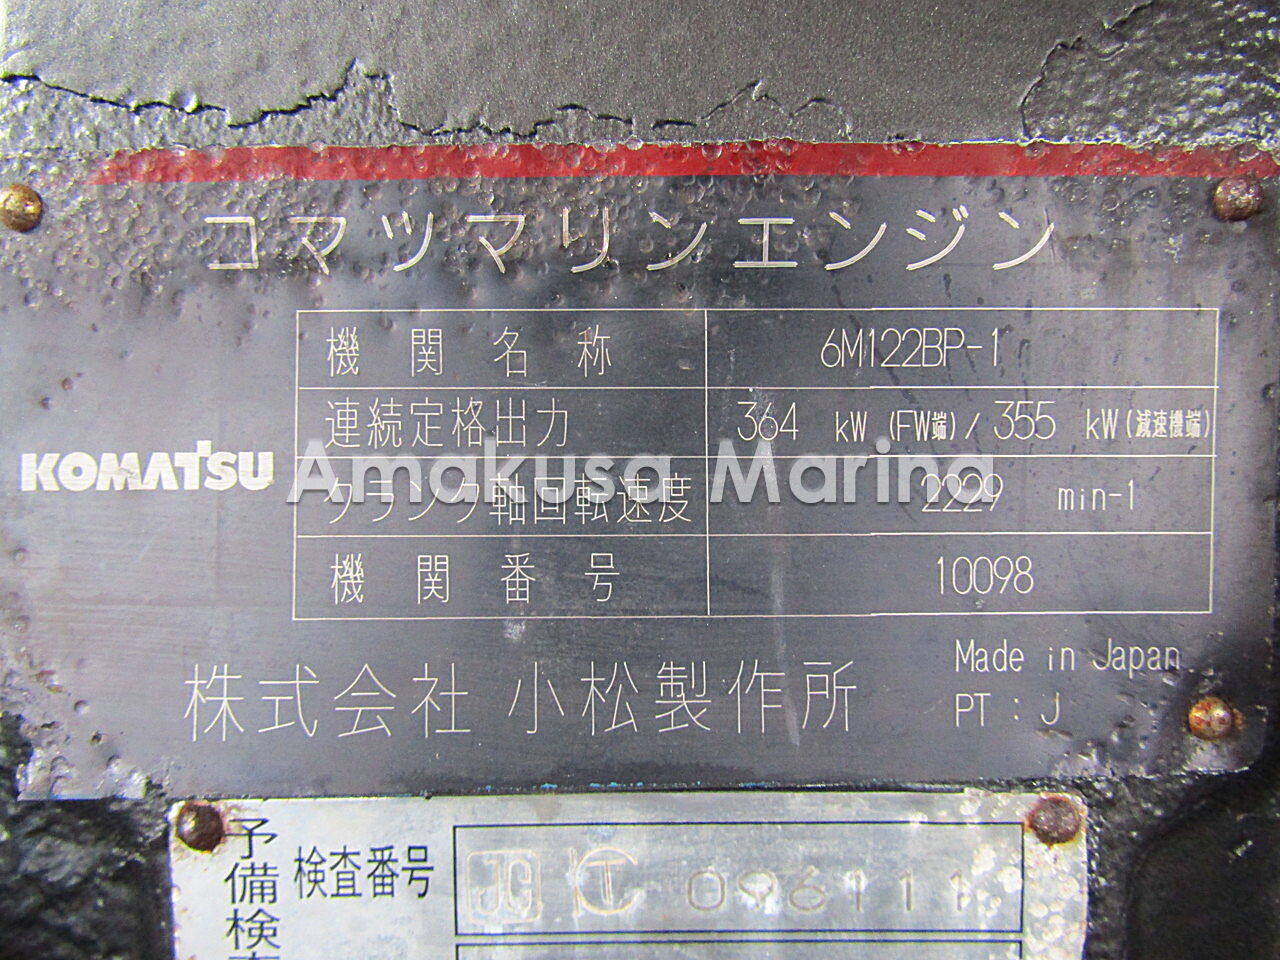 コマツマリンエンジン
機関名称 6M122BP-1
連続定格出力 364 kW (FW端) / 355 kW (減速機端)
KOMATSU
Amakusa Marina
クランク軸回転速度 2229 min-1
機関番号 10098
株式会社 小松製作所
Made in Japan
PT : J
予備検
検査番号 JG 096111